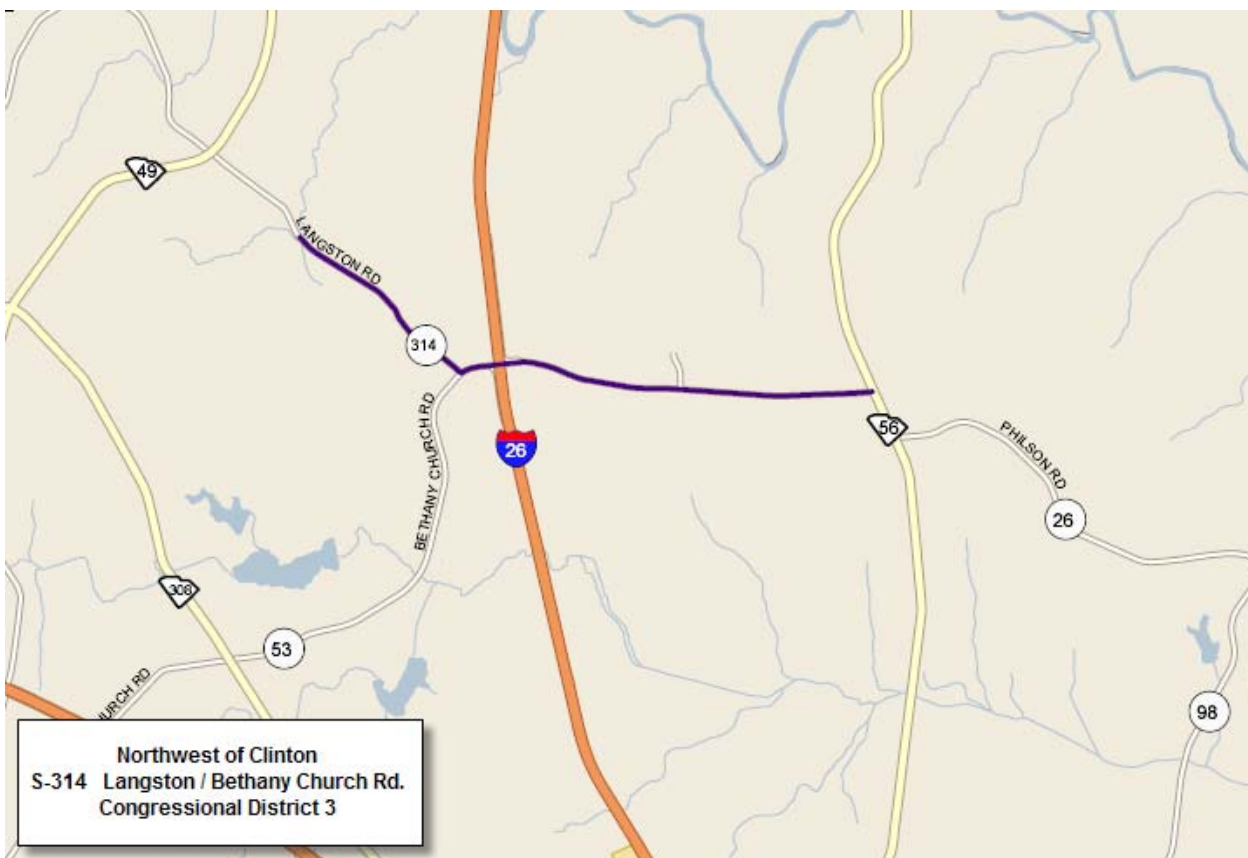 49
LANGSTON RD
314
BETHANY CHURCH RD
26
56
PHILSON RD
26
308
53
HURCH RD
98
Northwest of Clinton
S-314 Langston / Bethany Church Rd.
Congressional District 3